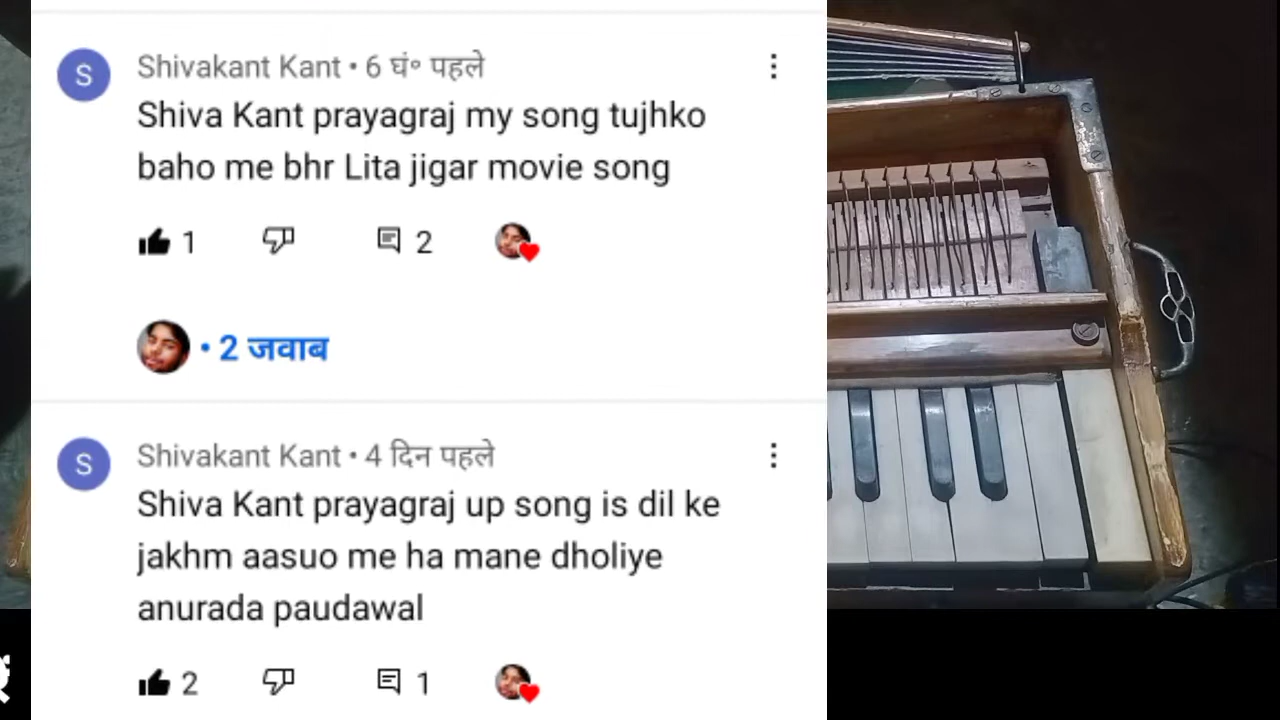 S
Shivakant Kant • 6 घं॰ पहले
Shiva Kant prayagraj my song tujhko
baho me bhr Lita jigar movie song
1 2
• 2 जवाब
S
Shivakant Kant • 4 दिन पहले
Shiva Kant prayagraj up song is dil ke
jakhm aasuo me ha mane dholiye
anurada paudawal
2 1